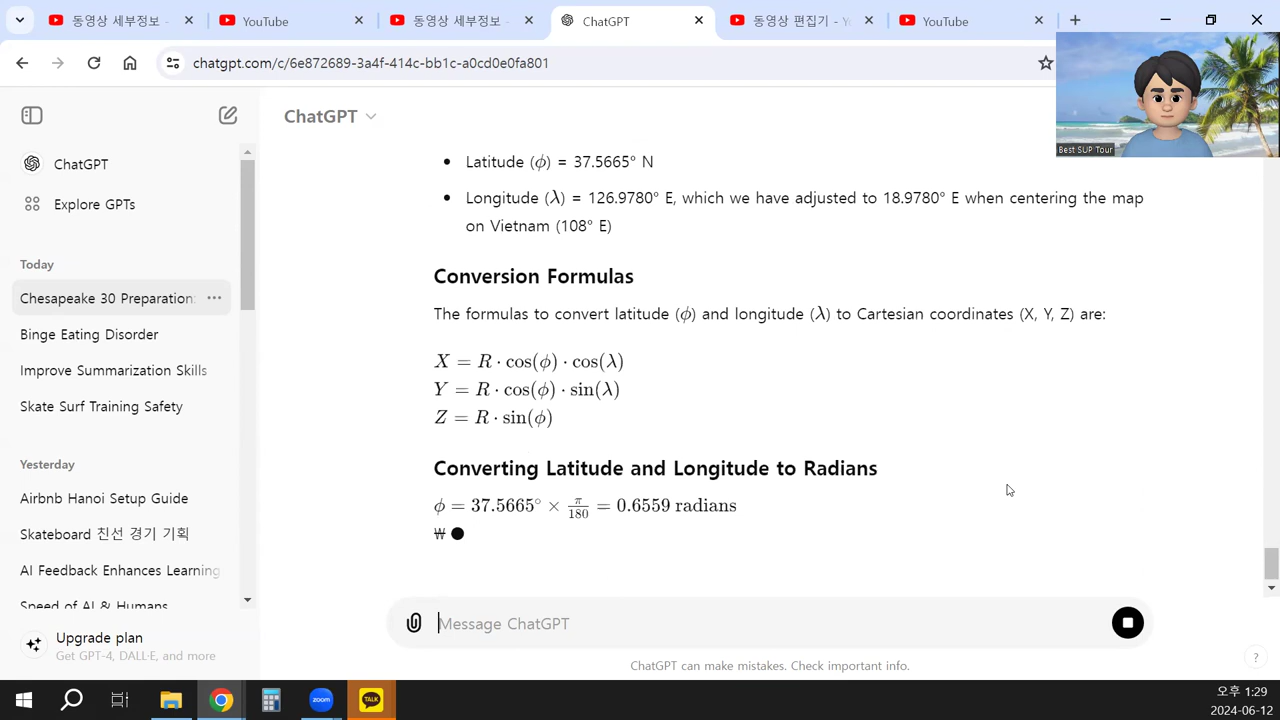 동영상 세부정보 -
YouTube
동영상 세부정보 -
ChatGPT
동영상 편집기 - Y
YouTube
chatgpt.com/c/6e872689-3a4f-414c-bb1c-a0cd0e0fa801
Best SUP Tour
ChatGPT
Explore GPTs
Today
Chesapeake 30 Preparation
Binge Eating Disorder
Improve Summarization Skills
Skate Surf Training Safety
Yesterday
Airbnb Hanoi Setup Guide
Skateboard 친선 경기 기획
AI Feedback Enhances Learning
Speed of AI & Humans
Upgrade plan
Get GPT-4, DALL·E, and more
ChatGPT
• Latitude (ϕ) = 37.5665° N
• Longitude (λ) = 126.9780° E, which we have adjusted to 18.9780° E when centering the map
on Vietnam (108° E)
Conversion Formulas
The formulas to convert latitude (ϕ) and longitude (λ) to Cartesian coordinates (X, Y, Z) are:
X = R · cos(ϕ) · cos(λ)
Y = R · cos(ϕ) · sin(λ)
Z = R · sin(ϕ)
Converting Latitude and Longitude to Radians
ϕ = 37.5665° × π/180 = 0.6559 radians
₩
Message ChatGPT
ChatGPT can make mistakes. Check important info.
?
zoom
TALK
오후 1:29
2024-06-12